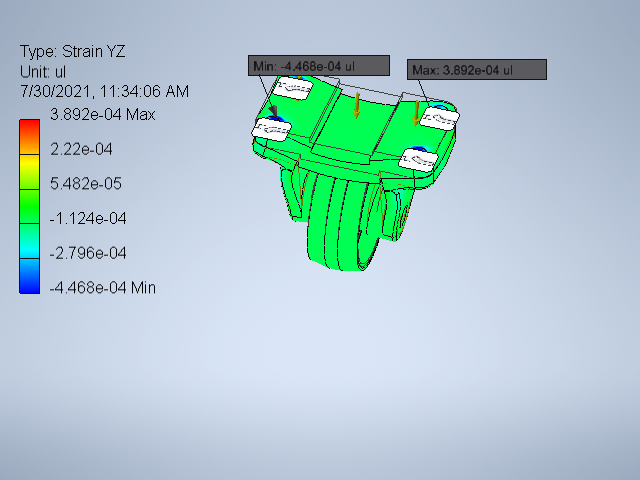 Type: Strain YZ
Unit: ul
7/30/2021, 11:34:06 AM
3.892e-04 Max
2.22e-04
5.482e-05
-1.124e-04
-2.796e-04
-4.468e-04 Min
Min: -4.468e-04 ul
Max: 3.892e-04 ul